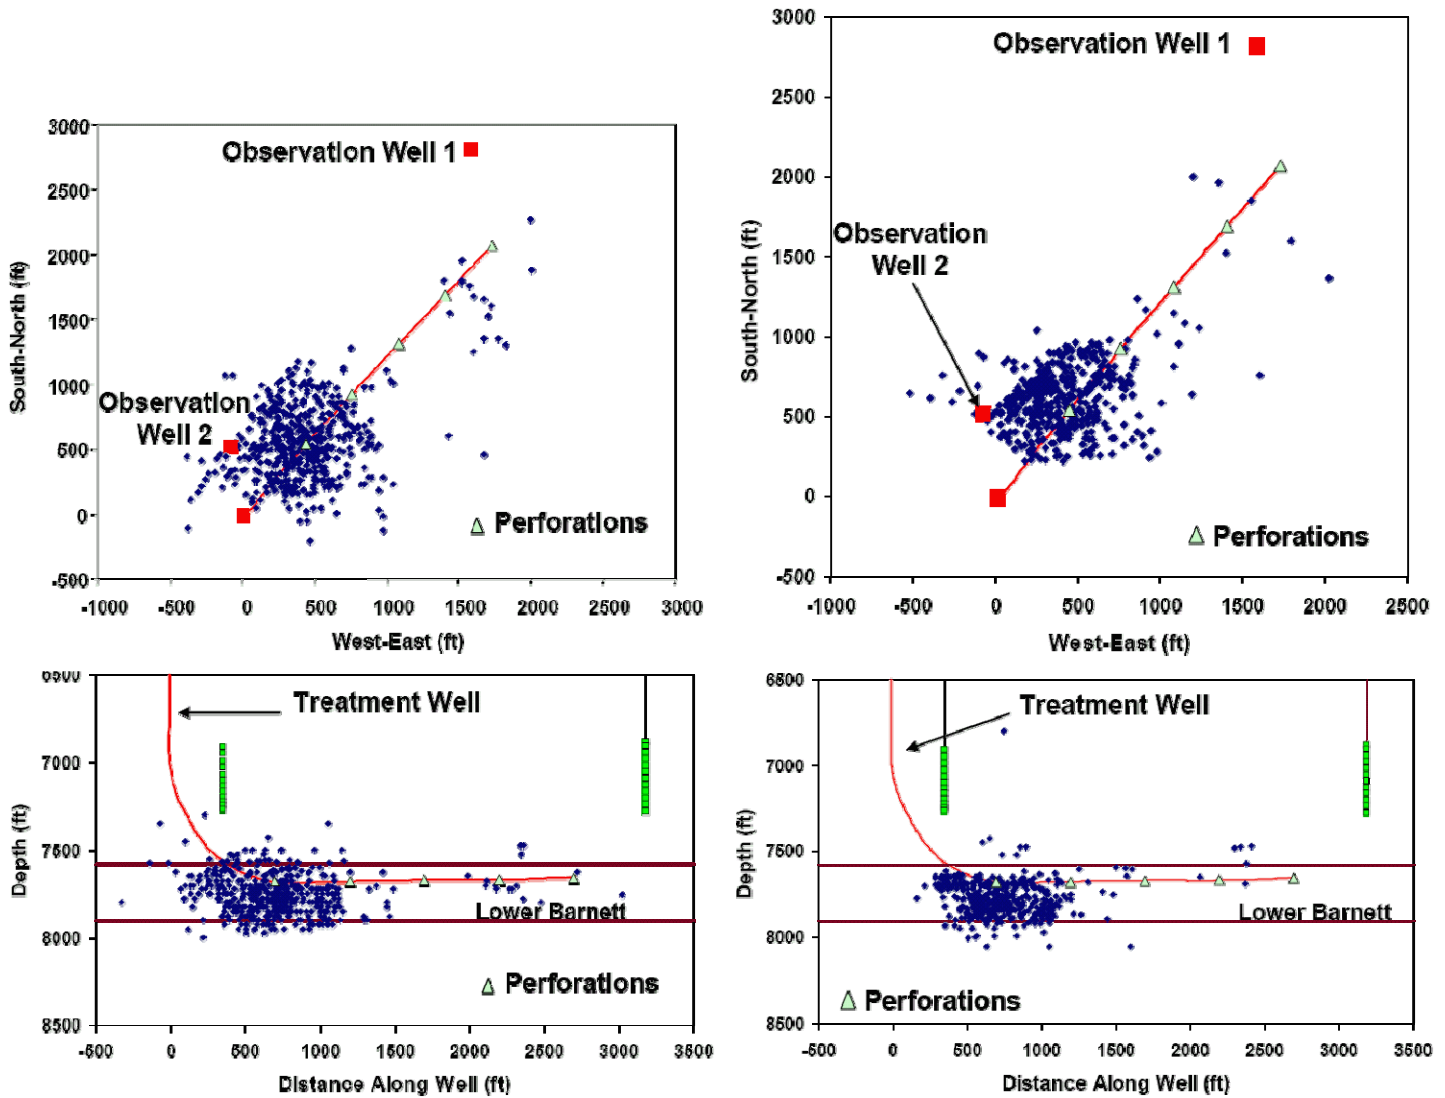 3000
Observation Well 1
2500
2000
1500
1000
500
0
-500
South-North (ft)
Observation
Well 2
Perforations
-1000 -500 0 500 1000 1500 2000 2500 3000
West-East (ft)
3000
Observation Well 1
2500
2000
1500
1000
500
0
-500
South-North (ft)
Observation
Well 2
Perforations
-1000 -500 0 500 1000 1500 2000 2500
West-East (ft)
6500
Treatment Well
7000
7500
8000
8500
Depth (ft)
Lower Barnett
Perforations
-500 0 500 1000 1500 2000 2500 3000 3500
Distance Along Well (ft)
6500
Treatment Well
7000
7500
8000
8500
Depth (ft)
Lower Barnett
Perforations
-500 0 500 1000 1500 2000 2500 3000 3500
Distance Along Well (ft)